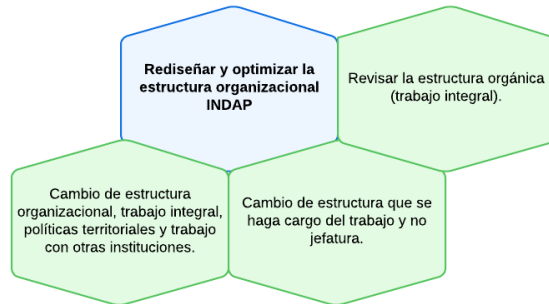 Rediseñar y optimizar la
estructura organizacional
INDAP
Revisar la estructura orgánica
(trabajo integral).
Cambio de estructura
organizacional, trabajo integral,
políticas territoriales y trabajo
con otras instituciones.
Cambio de estructura que se
haga cargo del trabajo y no
jefatura.